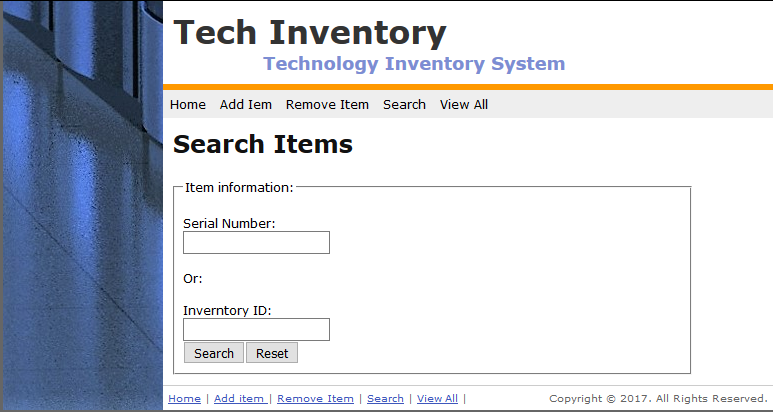 Tech Inventory
Technology Inventory System
Home Add Iem Remove Item Search View All
Search Items
Item information:
Serial Number:
Or:
Inverntory ID:
Search Reset
Home | Add item | Remove Item | Search | View All | Copyright © 2017. All Rights Reserved.